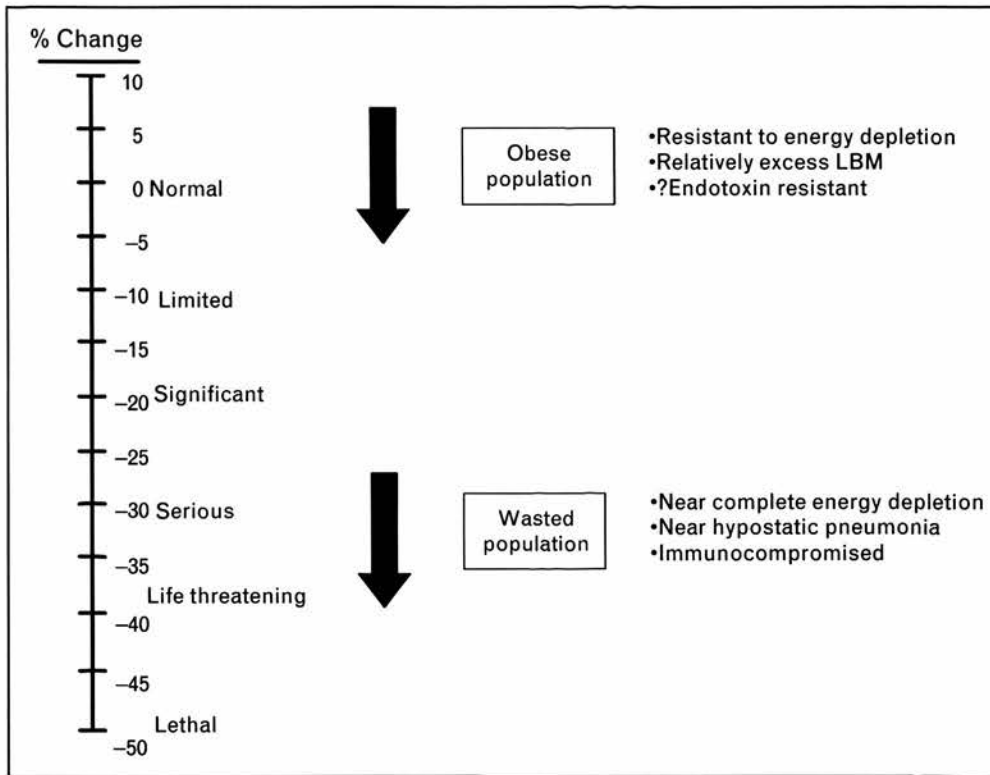 % Change
10
5
0 Normal
–5
–10 Limited
–15
–20 Significant
–25
–30 Serious
–35
Life threatening
–40
–45
Lethal
–50
Obese
population
•Resistant to energy depletion
•Relatively excess LBM
•?Endotoxin resistant
Wasted
population
•Near complete energy depletion
•Near hypostatic pneumonia
•Immunocompromised